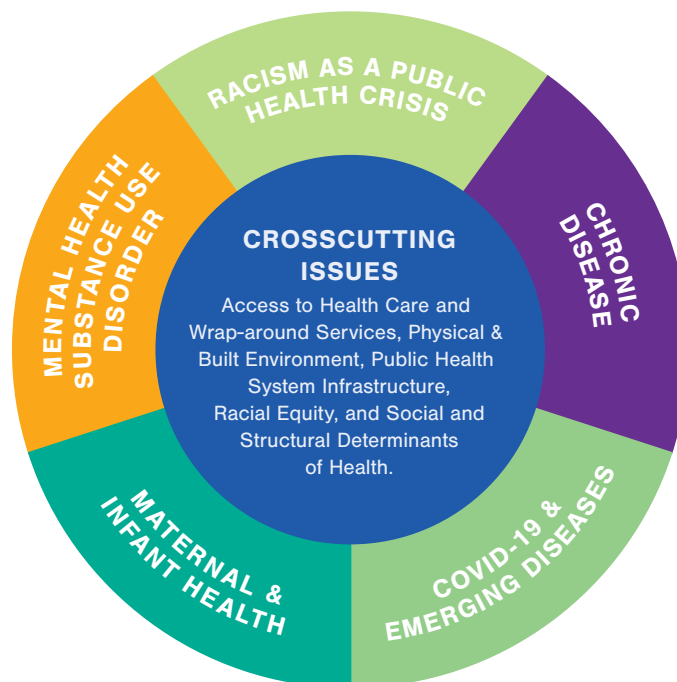 RACISM AS A PUBLIC
HEALTH CRISIS
CHRONIC
DISEASE
COVID-19 &
EMERGING DISEASES
MATERNAL &
INFANT HEALTH
MENTAL HEALTH
SUBSTANCE USE
DISORDER
CROSSCUTTING
ISSUES
Access to Health Care and
Wrap-around Services, Physical &
Built Environment, Public Health
System Infrastructure,
Racial Equity, and Social and
Structural Determinants
of Health.